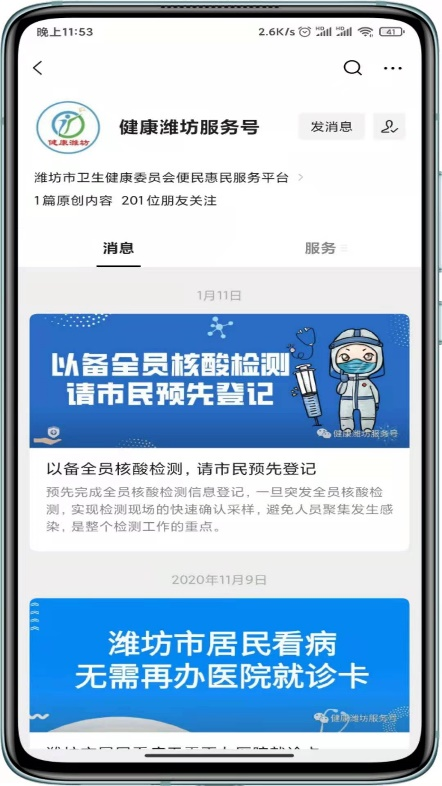 晚上11:53
2.6K/s HD HD 41
健康潍坊
健康潍坊服务号
发消息
潍坊市卫生健康委员会便民惠民服务平台
1篇原创内容 201位朋友关注
消息
服务
1月11日
以备全员核酸检测
请市民预先登记
健康潍坊服务号
以备全员核酸检测，请市民预先登记
预先完成全员核酸检测信息登记，一旦突发全员核酸检
测，实现检测现场的快速确认采样，避免人员聚集发生感
染，是整个检测工作的重点。
2020年11月9日
潍坊市居民看病
无需再办医院就诊卡
健康潍坊服务号